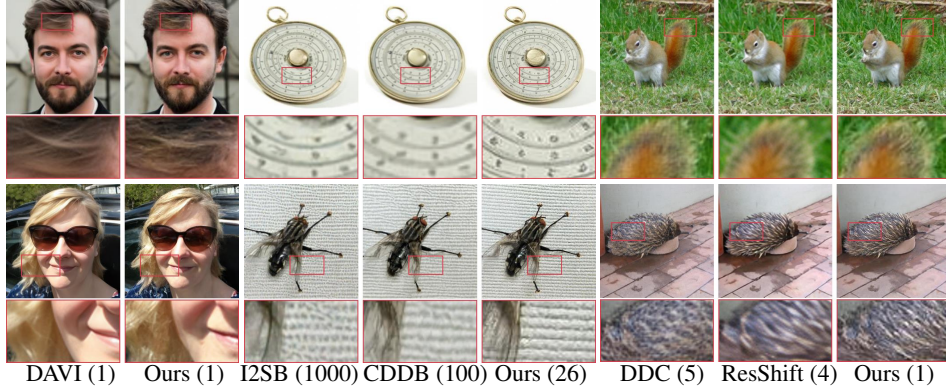 DAVI (1) Ours (1) I2SB (1000) CDDB (100) Ours (26) DDC (5) ResShift (4) Ours (1)